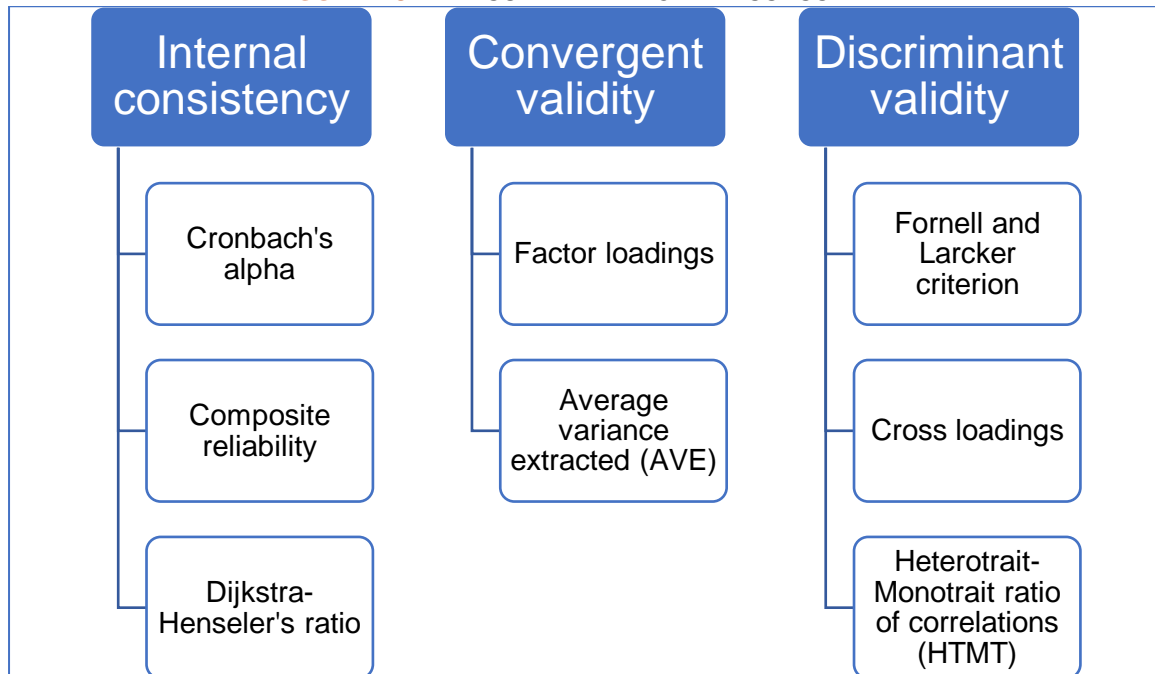 Internal
consistency
Cronbach's
alpha
Composite
reliability
Dijkstra-
Henseler's ratio
Convergent
validity
Factor loadings
Average
variance
extracted (AVE)
Discriminant
validity
Fornell and
Larcker
criterion
Cross loadings
Heterotrait-
Monotrait ratio
of correlations
(HTMT)